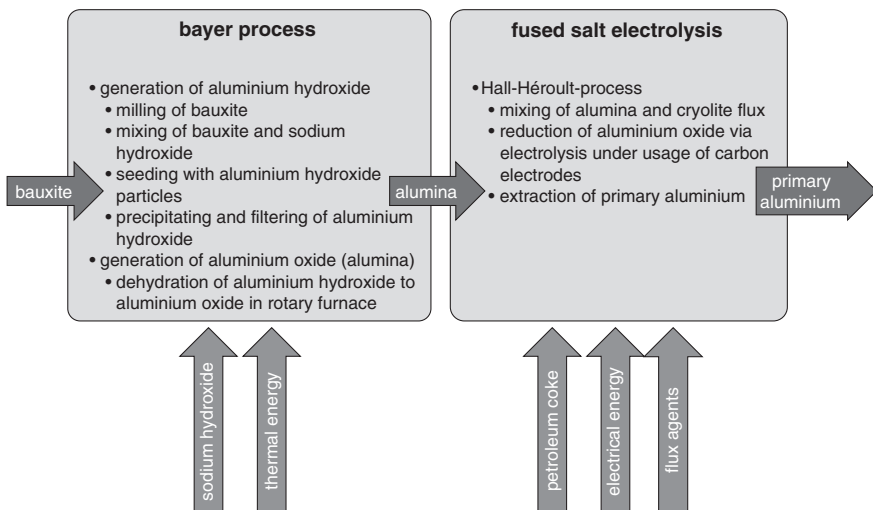 bayer process
• generation of aluminium hydroxide
• milling of bauxite
• mixing of bauxite and sodium
hydroxide
• seeding with aluminium hydroxide
particles
• precipitating and filtering of aluminium
hydroxide
• generation of aluminium oxide (alumina)
• dehydration of aluminium hydroxide to
aluminium oxide in rotary furnace
fused salt electrolysis
• Hall-Héroult-process
• mixing of alumina and cryolite flux
• reduction of aluminium oxide via
electrolysis under usage of carbon
electrodes
• extraction of primary aluminium
bauxite
alumina
primary
aluminium
sodium hydroxide
thermal energy
petroleum coke
electrical energy
flux agents